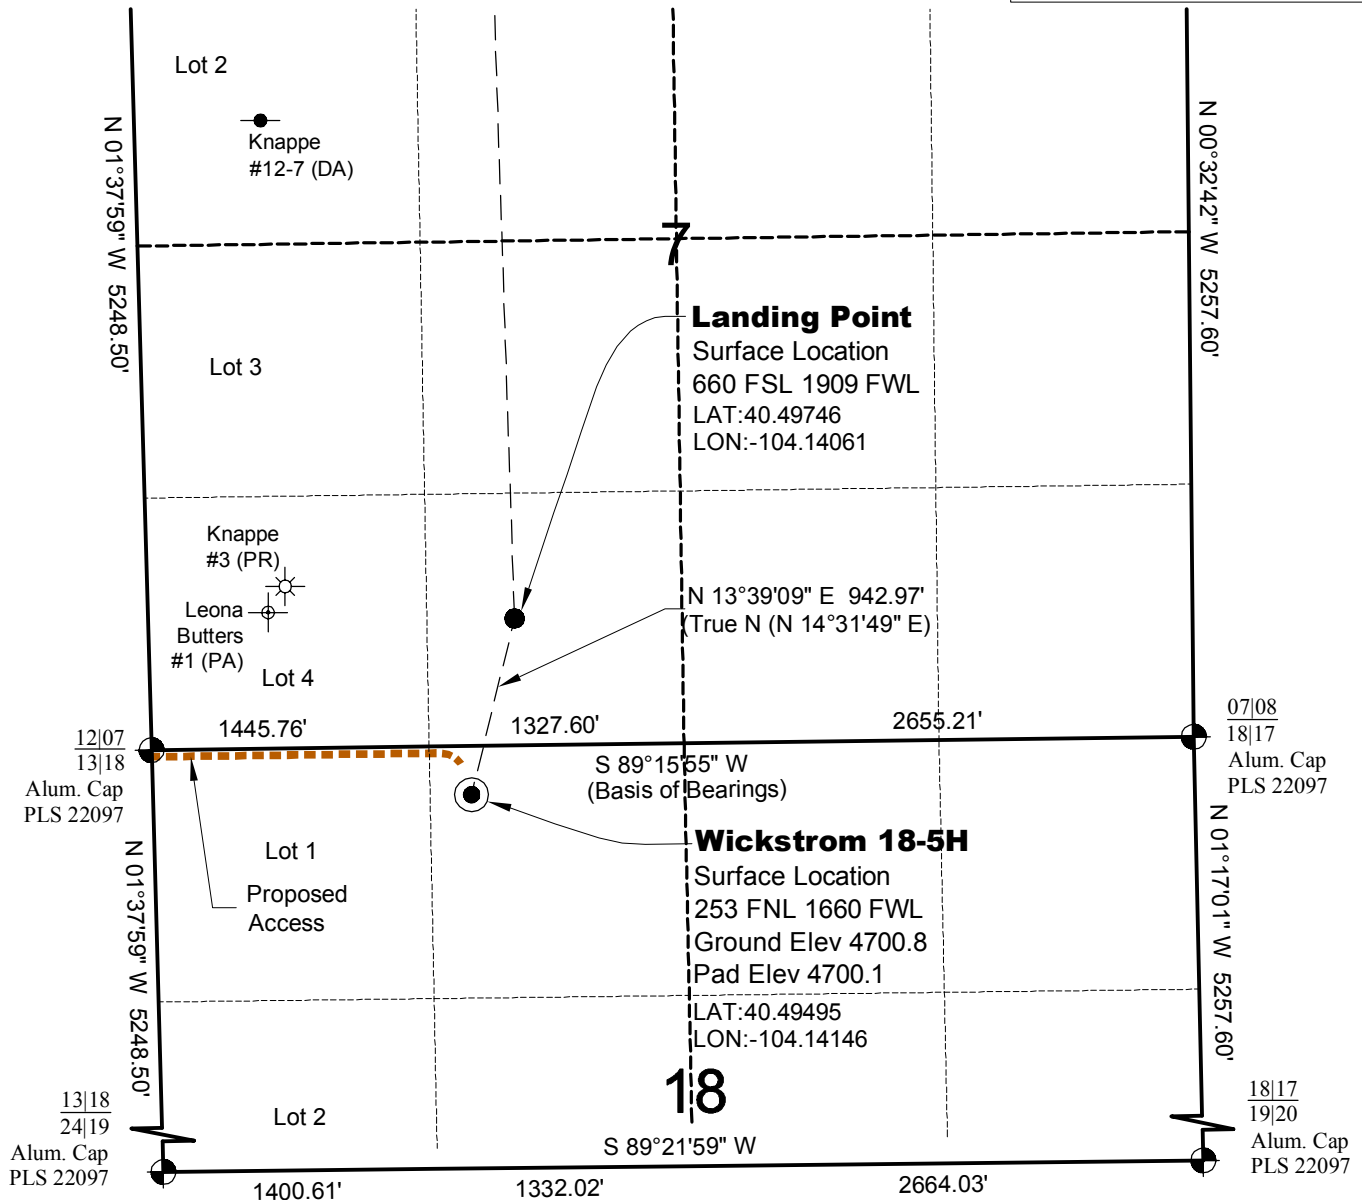 Lot 2
Knappe
#12-7 (DA)
N 01°37'59" W 5248.50'
N 00°32'42" W 5257.60'
7
Landing Point
Surface Location
660 FSL 1909 FWL
LAT:40.49746
LON:-104.14061
Lot 3
Knappe
#3 (PR)
Leona
Butters
#1 (PA)
Lot 4
N 13°39'09" E 942.97'
(True N (N 14°31'49" E)
1445.76'
1327.60'
2655.21'
12|07
13|18
Alum. Cap
PLS 22097
07|08
18|17
Alum. Cap
PLS 22097
S 89°15'55" W
(Basis of Bearings)
Lot 1
Proposed
Access
Wickstrom 18-5H
Surface Location
253 FNL 1660 FWL
Ground Elev 4700.8
Pad Elev 4700.1
LAT:40.49495
LON:-104.14146
N 01°37'59" W 5248.50'
N 01°17'01" W 5257.60'
18
Lot 2
13|18
24|19
Alum. Cap
PLS 22097
18|17
19|20
Alum. Cap
PLS 22097
S 89°21'59" W
1400.61'
1332.02'
2664.03'